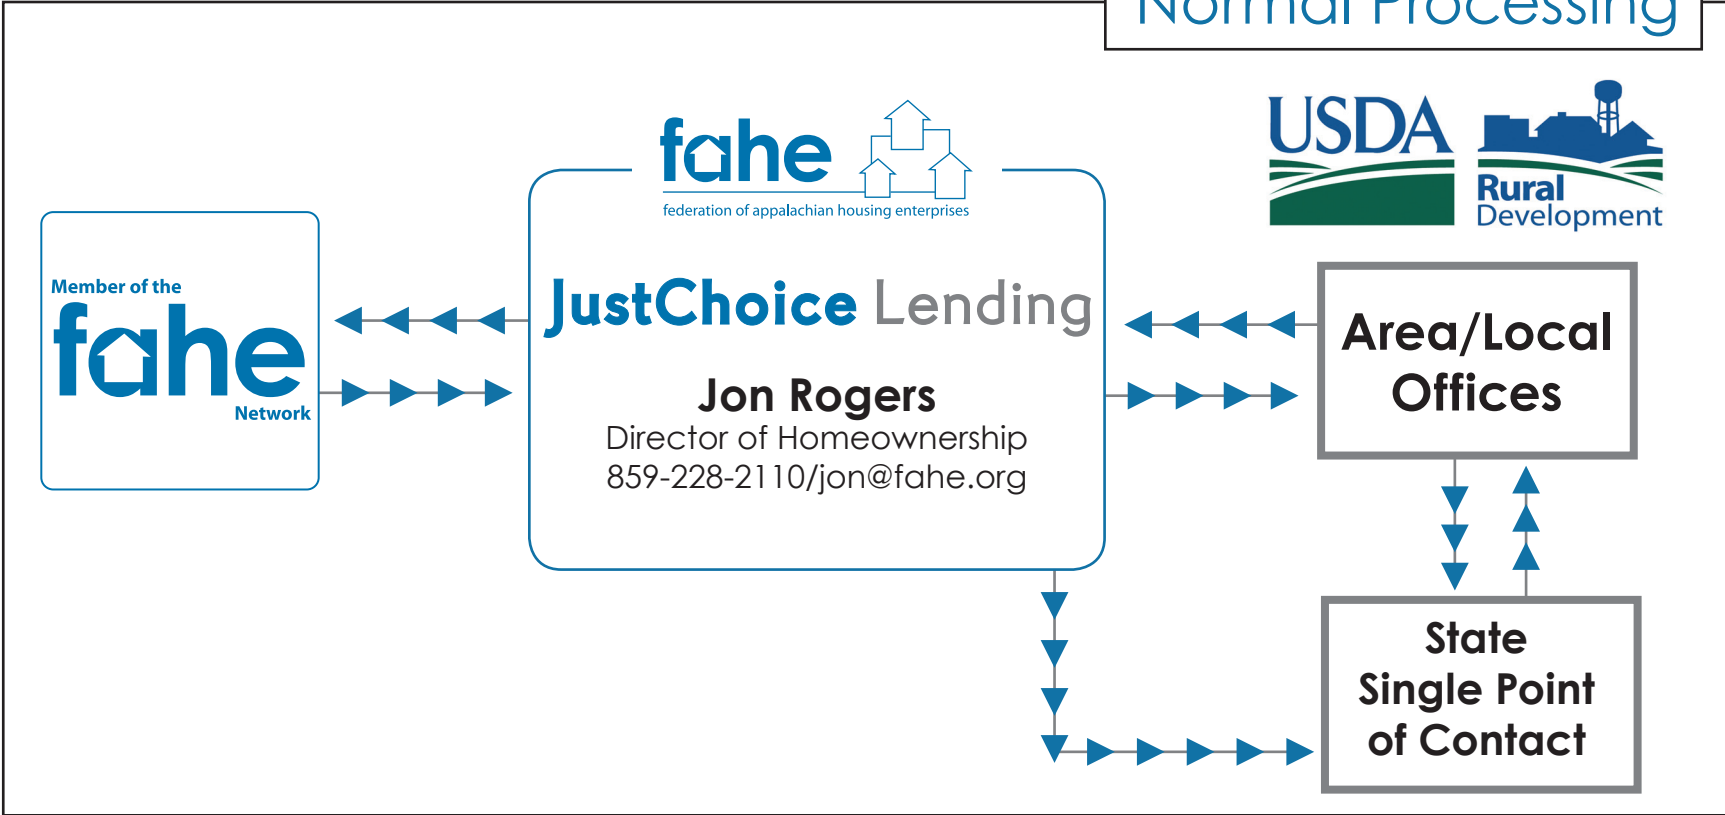 Normal Processing
fahe
federation of appalachian housing enterprises
USDA
Rural
Development
Member of the
fahe
Network
JustChoice Lending
Jon Rogers
Director of Homeownership
859-228-2110/jon@fahe.org
Area/Local
Offices
State
Single Point
of Contact